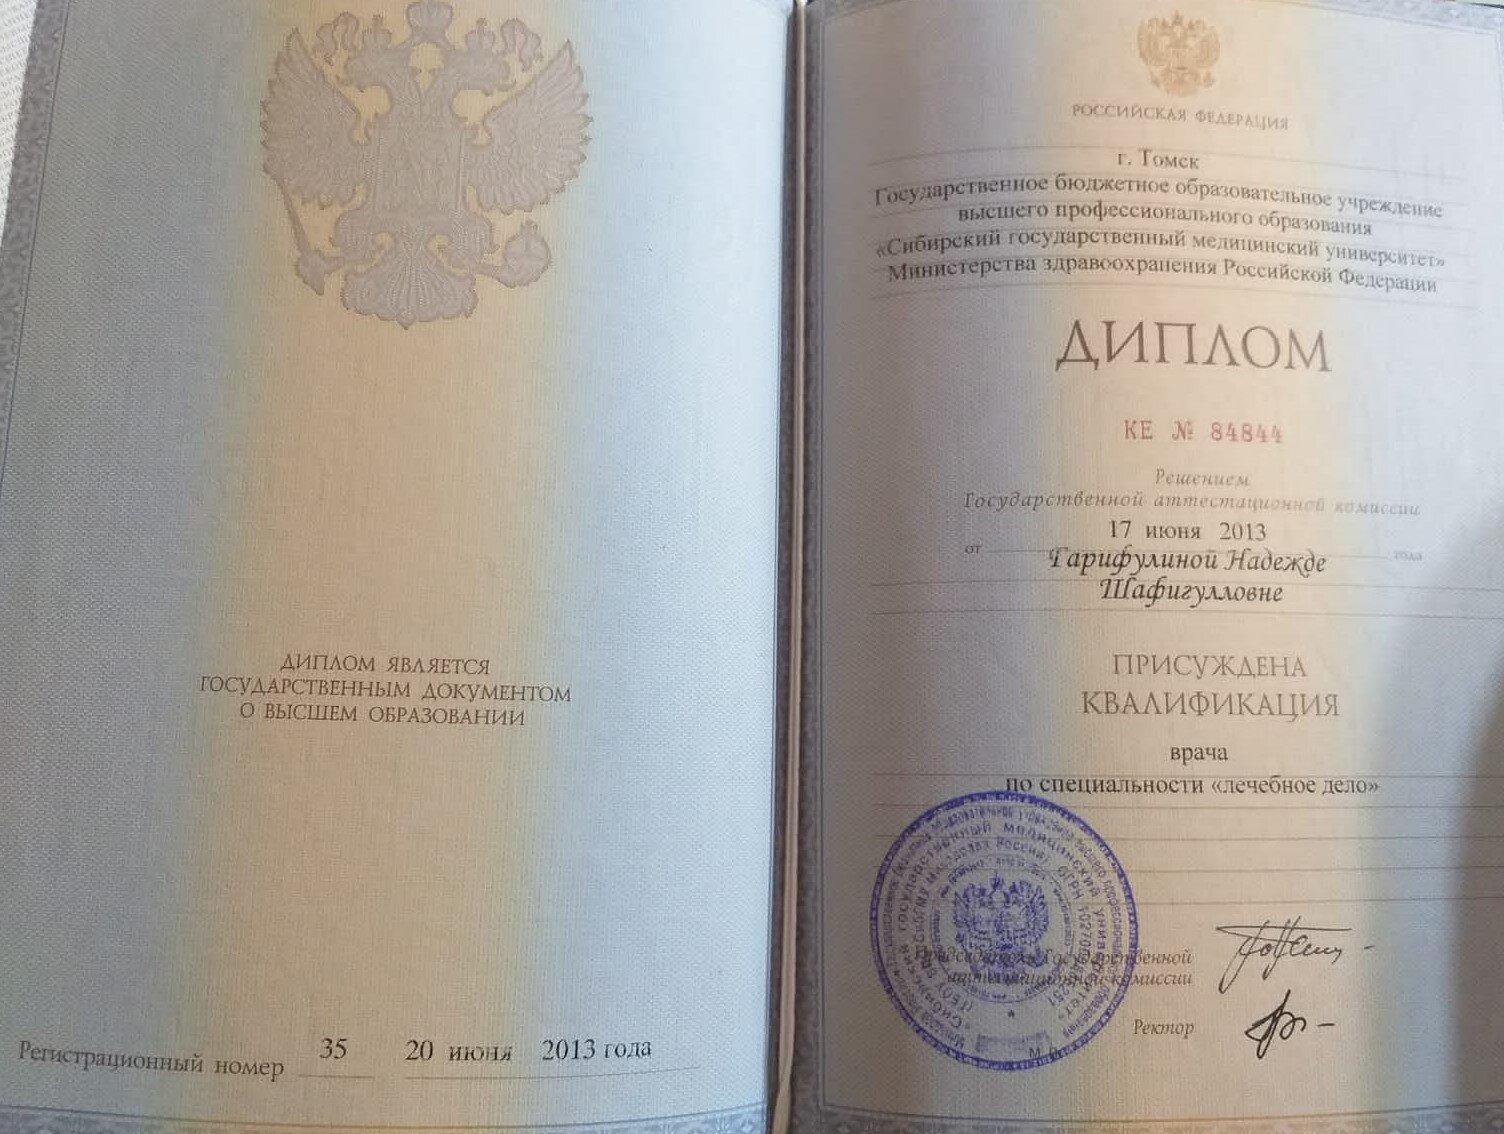 ДИПЛОМ ЯВЛЯЕТСЯ
ГОСУДАРСТВЕННЫМ ДОКУМЕНТОМ
О ВЫСШЕМ ОБРАЗОВАНИИ
Регистрационный номер 35 20 июня 2013 года
РОССИЙСКАЯ ФЕДЕРАЦИЯ
г. Томск
Государственное бюджетное образовательное учреждение
высшего профессионального образования
«Сибирский государственный медицинский университет»
Министерства здравоохранения Российской Федерации
ДИПЛОМ
КЕ № 84844
Решением
Государственной аттестационной комиссии
от 17 июня 2013 года
Гарифулиной Надежде
Шафигулловне
ПРИСУЖДЕНА
КВАЛИФИКАЦИЯ
врача
по специальности «лечебное дело»
Председатель Государственной
аттестационной комиссии
Ректор